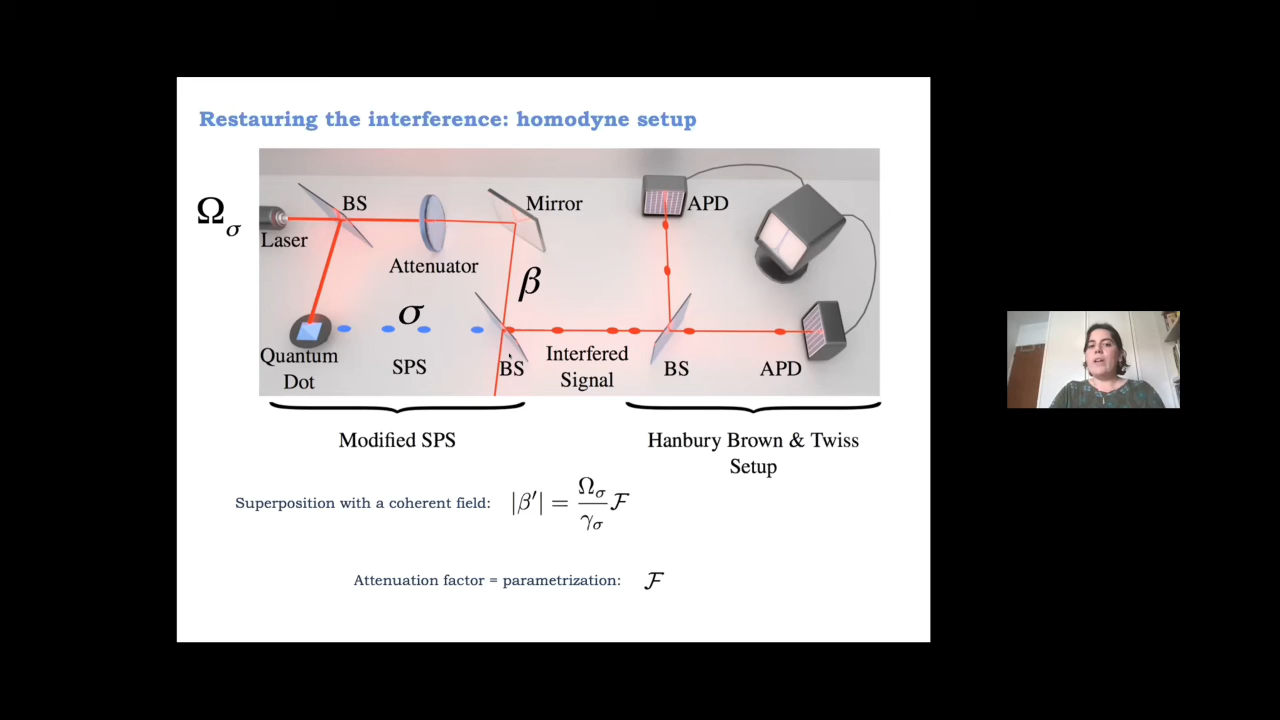 Restauring the interference: homodyne setup
Ω_σ
Laser
BS
Attenuator
Mirror
APD
β
σ
Quantum
Dot
SPS
BS
Interfered
Signal
BS
APD
Modified SPS
Hanbury Brown & Twiss
Setup
Superposition with a coherent field: |β′| = Ω_σ/γ_σ ℱ
Attenuation factor = parametrization: ℱ